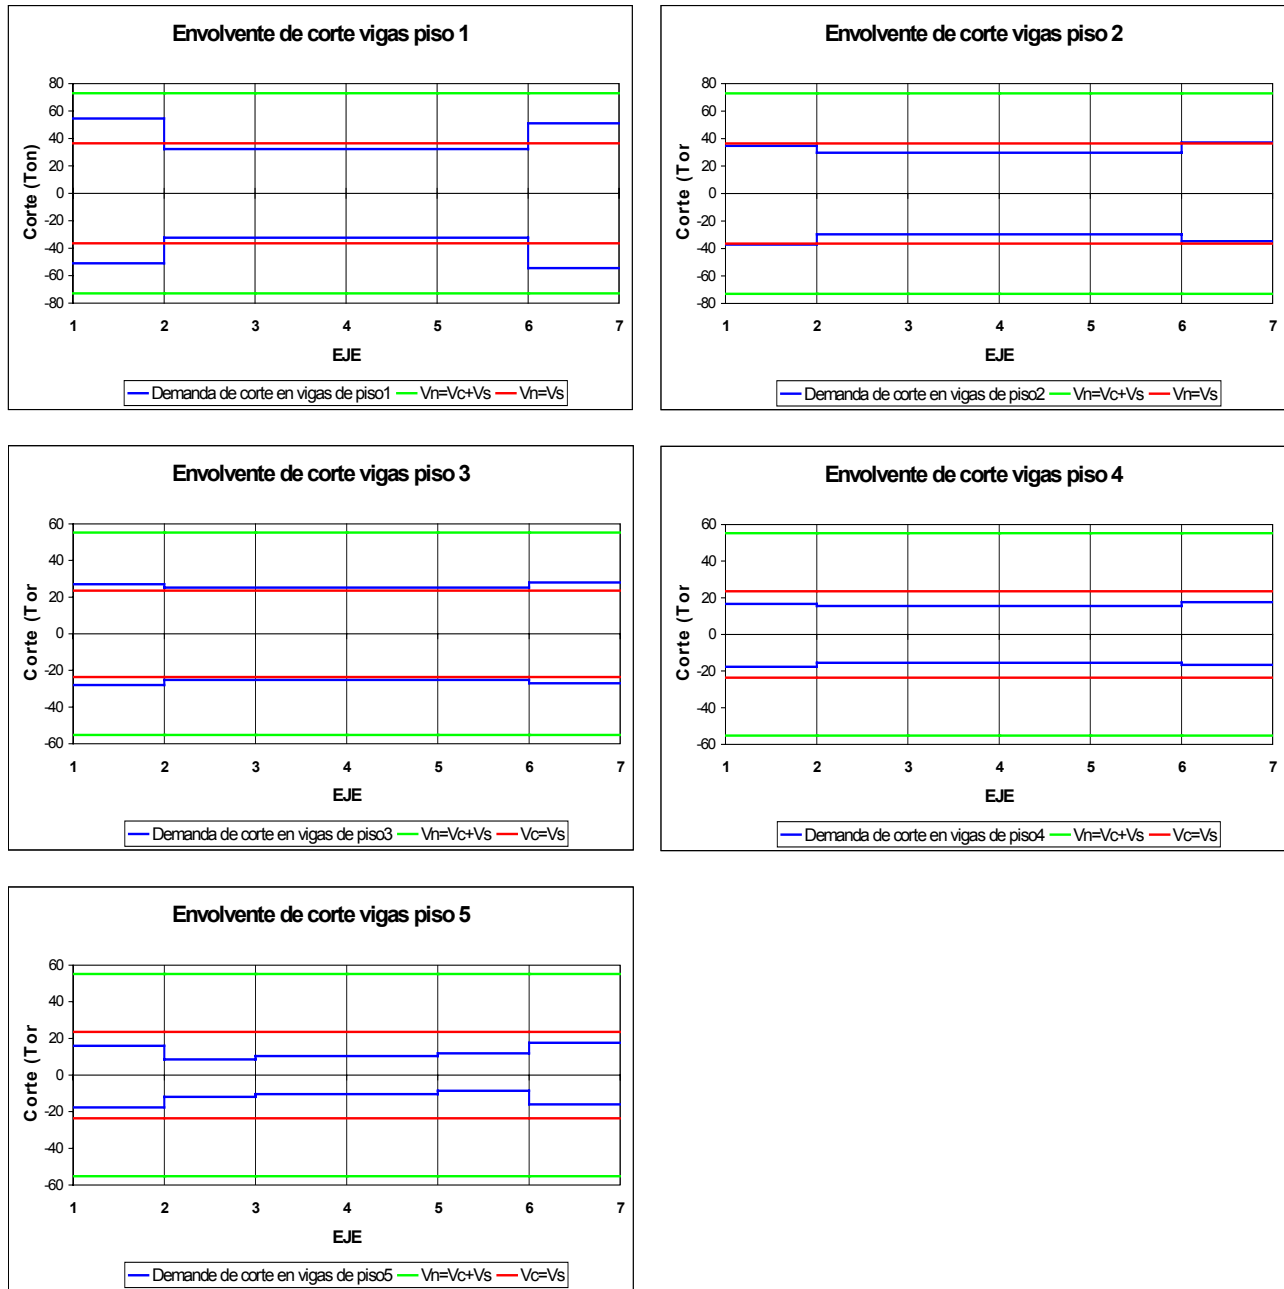 Envolvente de corte vigas piso 1
Corte (Ton)
80
60
40
20
0
-20
-40
-60
-80
1 2 3 4 5 6 7
EJE
Demanda de corte en vigas de piso1 Vn=Vc+Vs Vn=Vs
Envolvente de corte vigas piso 2
Corte (Tor
80
60
40
20
0
-20
-40
-60
-80
1 2 3 4 5 6 7
EJE
Demanda de corte en vigas de piso2 Vn=Vc+Vs Vn=Vs
Envolvente de corte vigas piso 3
Corte (Tor
60
40
20
0
-20
-40
-60
1 2 3 4 5 6 7
EJE
Demanda de corte en vigas de piso3 Vn=Vc+Vs Vc=Vs
Envolvente de corte vigas piso 4
Corte (Tor
60
40
20
0
-20
-40
-60
1 2 3 4 5 6 7
EJE
Demanda de corte en vigas de piso4 Vn=Vc+Vs Vc=Vs
Envolvente de corte vigas piso 5
Corte (Tor
60
40
20
0
-20
-40
-60
1 2 3 4 5 6 7
EJE
Demande de corte en vigas de piso5 Vn=Vc+Vs Vc=Vs